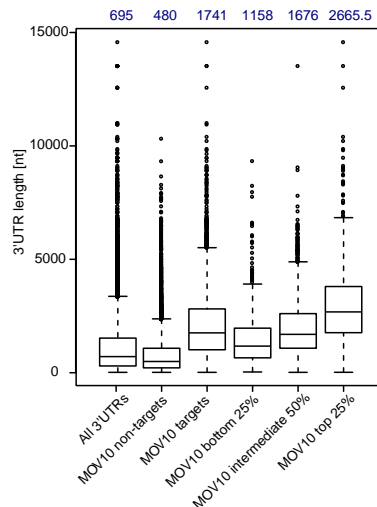 695 480 1741 1158 1676 2665.5
15000
10000
5000
0
3'UTR length [nt]
All 3'UTRs
MOV10 non-targets
MOV10 targets
MOV10 bottom 25%
MOV10 intermediate 50%
MOV10 top 25%